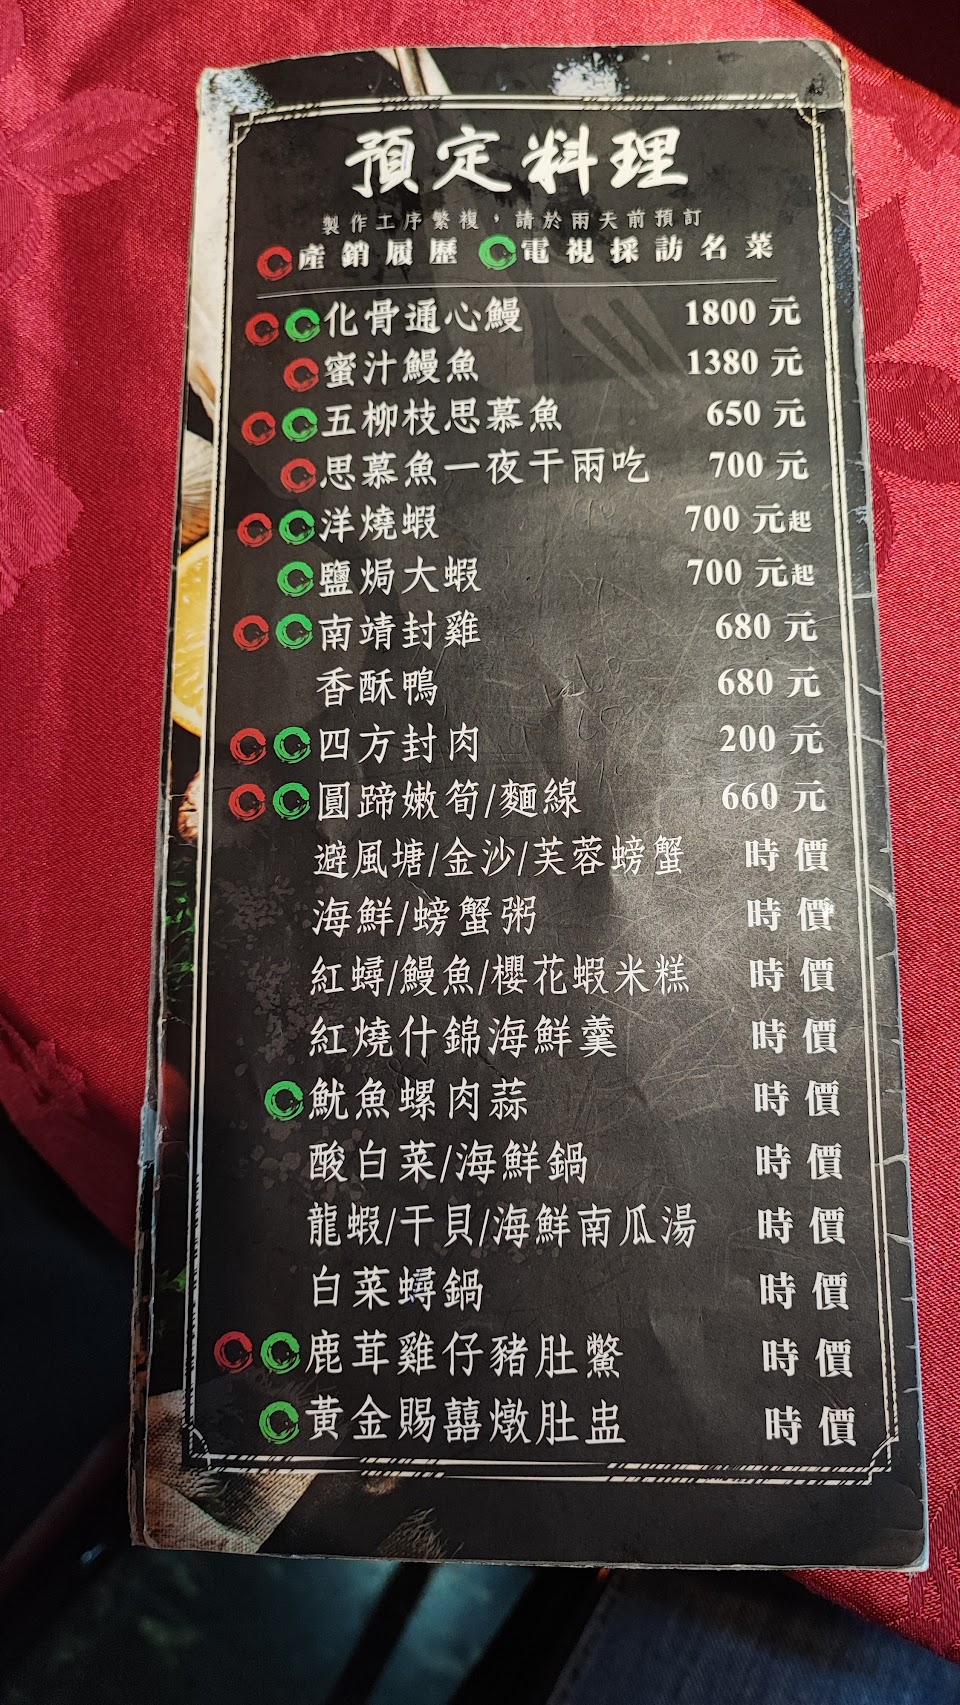 預定料理
製作工序繁複，請於兩天前預訂
產銷履歷 電視採訪名菜
化骨通心鰻 1800 元
蜜汁鰻魚 1380 元
五柳枝思慕魚 650 元
思慕魚一夜干兩吃 700 元
洋燒蝦 700 元起
鹽焗大蝦 700 元起
南靖封雞 680 元
香酥鴨 680 元
四方封肉 200 元
圓蹄嫩筍/麵線 660 元
避風塘/金沙/芙蓉螃蟹 時價
海鮮/螃蟹粥 時價
紅蟳/鰻魚/櫻花蝦米糕 時價
紅燒什錦海鮮羹 時價
魷魚螺肉蒜 時價
酸白菜/海鮮鍋 時價
龍蝦/干貝/海鮮南瓜湯 時價
白菜蟳鍋 時價
鹿茸雞仔豬肚鱉 時價
黃金賜囍燉肚盅 時價